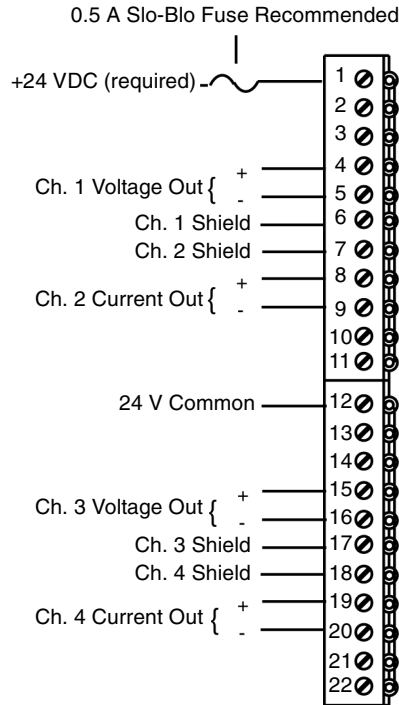 0.5 A Slo-Blo Fuse Recommended
+24 VDC (required)
1
2
3
Ch. 1 Voltage Out {
+
4
-
5
Ch. 1 Shield
6
Ch. 2 Shield
7
Ch. 2 Current Out {
+
8
-
9
10
11
24 V Common
12
13
14
Ch. 3 Voltage Out {
+
15
-
16
Ch. 3 Shield
17
Ch. 4 Shield
18
Ch. 4 Current Out {
+
19
-
20
21
22